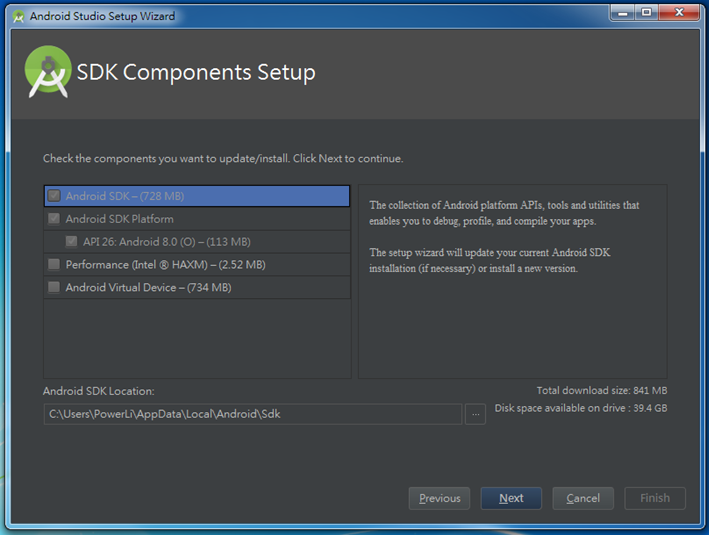 Android Studio Setup Wizard
SDK Components Setup
Check the components you want to update/install. Click Next to continue.
Android SDK – (728 MB)
Android SDK Platform
API 26: Android 8.0 (O) – (113 MB)
Performance (Intel ® HAXM) – (2.52 MB)
Android Virtual Device – (734 MB)
The collection of Android platform APIs, tools and utilities that
enables you to debug, profile, and compile your apps.
The setup wizard will update your current Android SDK
installation (if necessary) or install a new version.
Android SDK Location:
Total download size: 841 MB
C:\Users\PowerLi\AppData\Local\Android\Sdk
...
Disk space available on drive : 39.4 GB
Previous
Next
Cancel
Finish